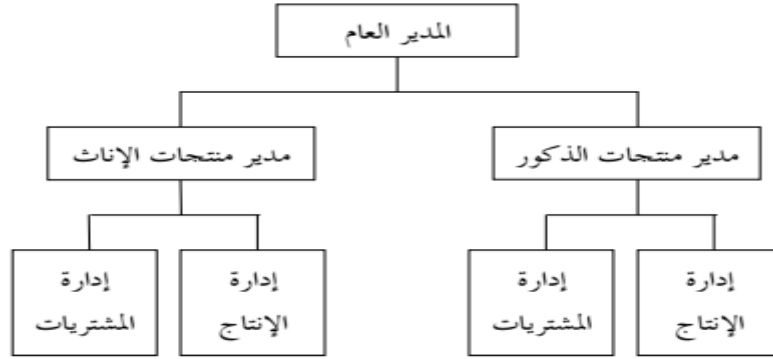 المدير العام
مدير منتجات الذكور
مدير منتجات الإناث
إدارة
الإنتاج
إدارة
المشتريات
إدارة
الإنتاج
إدارة
المشتريات